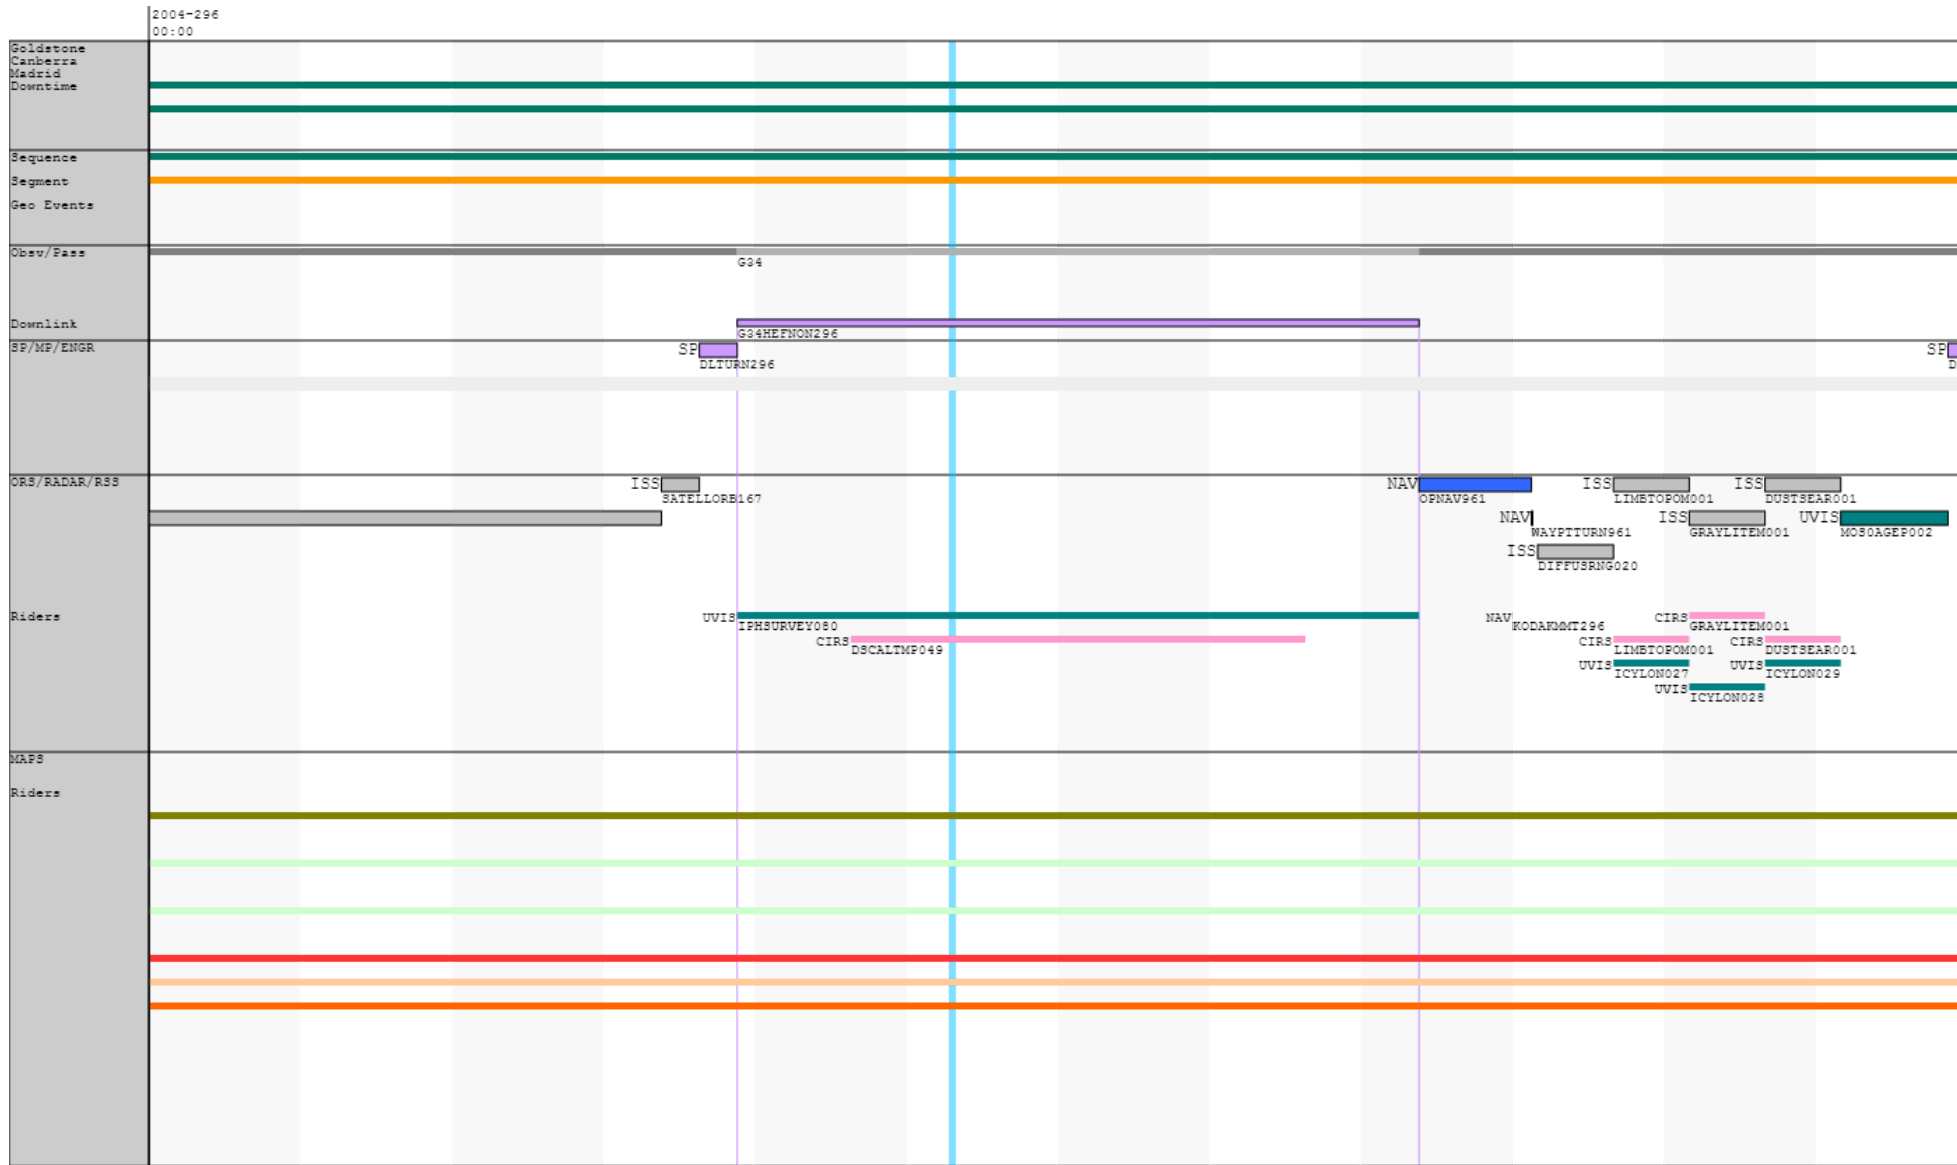 2004-296
00:00
Goldstone
Canberra
Madrid
Downtime
Sequence
Segment
Geo Events
Obsv/Pass
G34
Downlink
G34HEFNON296
SP/MP/ENGR
SP
SP
DLTURN296
D
ORS/RADAR/RSS
ISS
NAV
ISS
ISS
SATELLORB167
OPNAV961
LIMBTOPOM001
DUSTSEAR001
NAV
ISS
UVIS
WAYPTTURN961
GRAYLITEM001
MOSOAGEP002
ISS
DIFFUSRNG020
Riders
UVIS
NAV
CIRS
IPHSURVEY080
KODAKMMT296
GRAYLITEM001
CIRS
CIRS
CIRS
DSCALTMP049
LIMBTOPOM001
DUSTSEAR001
UVIS
UVIS
ICYLON027
ICYLON029
UVIS
ICYLON028
MAPS
Riders